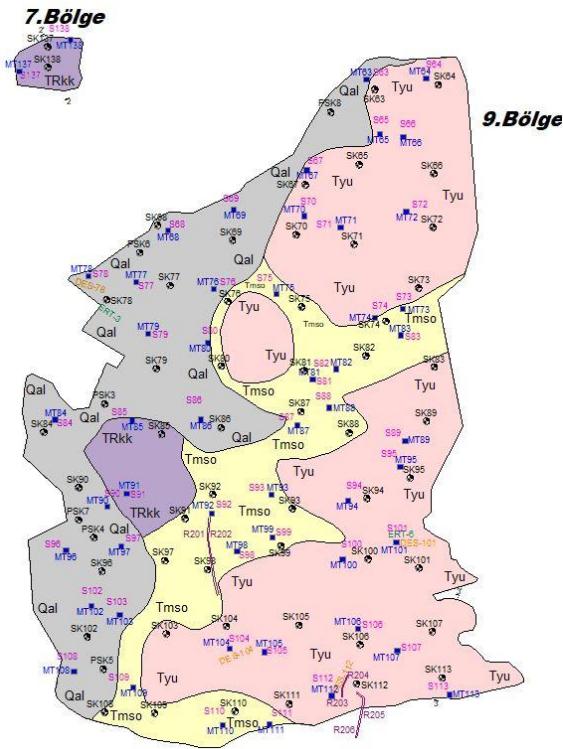 7.Bölge
S138
SK137
MT138
SK138
MT137
S137
TRkk
2
2
9.Bölge
S64
MT63
S63
MT64
SK64
SK63
Qal
Tyu
PSK8
S65
S66
MT65
MT66
Qal
S67
MT67
SK65
SK66
SK67
Tyu
Tyu
S69
MT69
S70
MT70
S72
MT72
SK68
S68
MT68
SK69
SK70
S71
MT71
SK71
SK72
PSK6
Qal
MT78
S78
MT77
S77
SK77
DES-78
SK78
ERT-3
MT76
S76
SK76
S75
Tmso
MT75
SK75
SK73
Tyu
S74
S73
MT74
MT73
SK74
Tmso
MT83
S83
Qal
MT79
S79
S80
MT80
Tyu
Tmso
Tyu
SK82
SK79
SK80
Qal
SK81
S82
MT82
MT81
S81
SK83
Qal
Tmso
PSK3
MT84
S84
SK84
Qal
S85
MT85
SK85
TRkk
S86
MT86
SK86
Qal
SK87
S87
MT87
S88
MT88
SK88
Tmso
SK89
S89
MT89
Tyu
S95
MT95
SK95
SK90
MT91
S90
S91
MT90
TRkk
SK92
S92
MT92
Tmso
S93
MT93
SK93
S94
MT94
SK94
PSK7
SK91
PSK4
S97
MT97
S96
MT96
SK96
SK97
R201
R202
MT98
S98
SK98
MT99
S99
SK99
S101
ERT-6
DES-101
MT101
S100
MT100
SK100
SK101
Tyu
Tyu
Qal
S102
MT102
S103
MT103
SK102
Tmso
SK103
SK104
SK105
MT106
S106
SK106
SK107
S104
MT104
DES-104
MT105
S105
S107
MT107
Tyu
S108
MT108
PSK5
S109
MT109
Qal
SK108
Tmso
SK109
S110
MT110
SK110
Tmso
S111
MT111
SK111
S112
MT112
R204
SK112
R203
R205
R206
SK113
S113
MT113